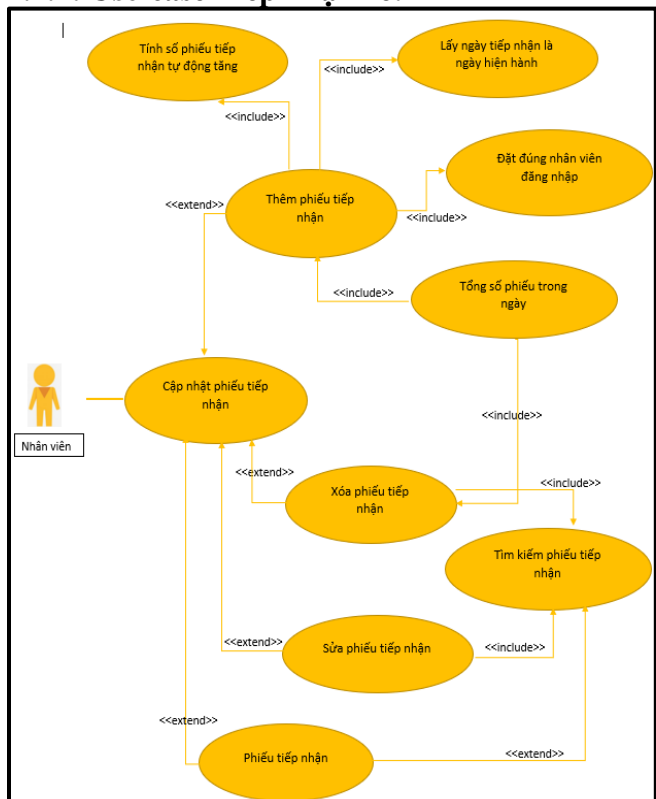 Tính số phiếu tiếp
nhận tự động tăng
Lấy ngày tiếp nhận là
ngày hiện hành
<<include>>
<<include>>
Đặt đúng nhân viên
đăng nhập
Thêm phiếu tiếp
nhận
<<extend>>
<<include>>
<<include>>
Tổng số phiếu trong
ngày
Cập nhật phiếu tiếp
nhận
Nhân viên
<<include>>
<<extend>>
Xóa phiếu tiếp
nhận
<<include>>
Tìm kiếm phiếu tiếp
nhận
<<extend>>
Sửa phiếu tiếp nhận
<<include>>
<<extend>>
Phiếu tiếp nhận
<<extend>>